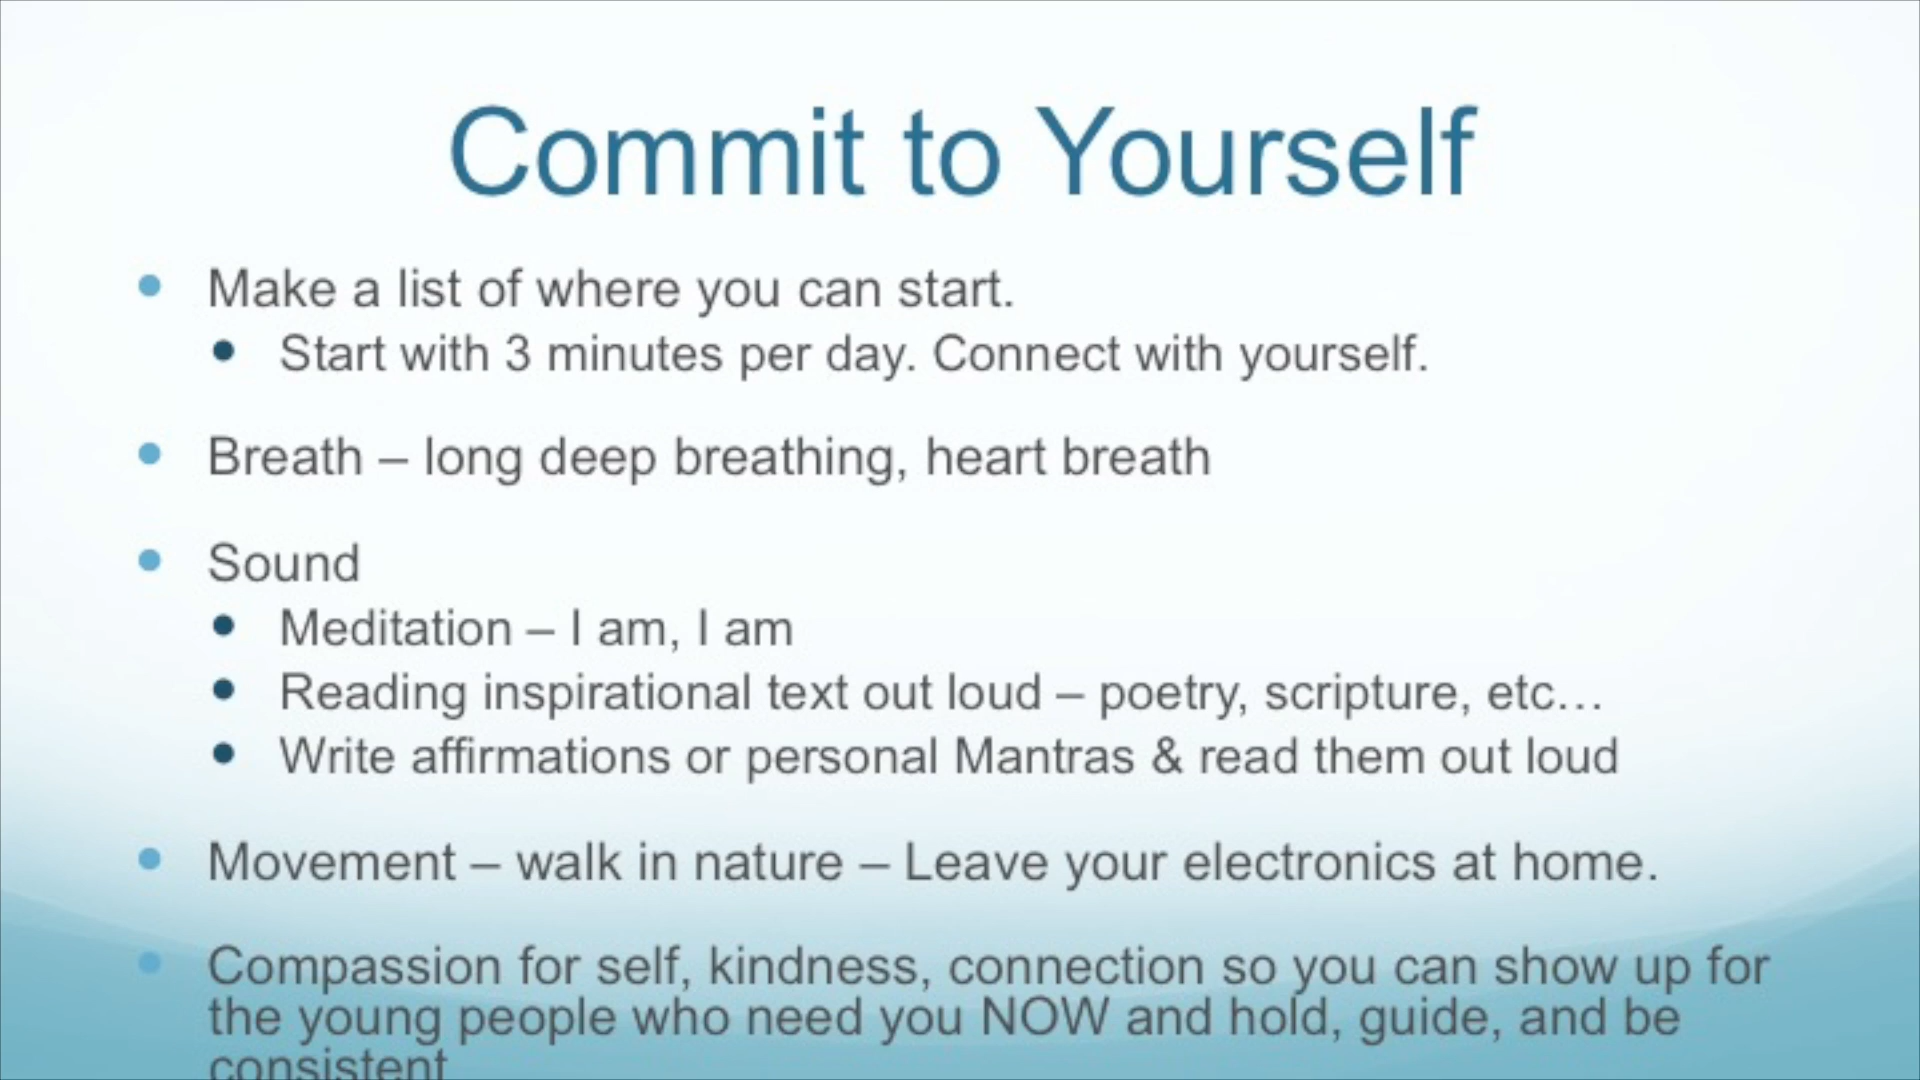 Commit to Yourself
Make a list of where you can start.
Start with 3 minutes per day. Connect with yourself.
Breath – long deep breathing, heart breath
Sound
Meditation – I am, I am
Reading inspirational text out loud – poetry, scripture, etc…
Write affirmations or personal Mantras & read them out loud
Movement – walk in nature – Leave your electronics at home.
Compassion for self, kindness, connection so you can show up for
the young people who need you NOW and hold, guide, and be
consistent